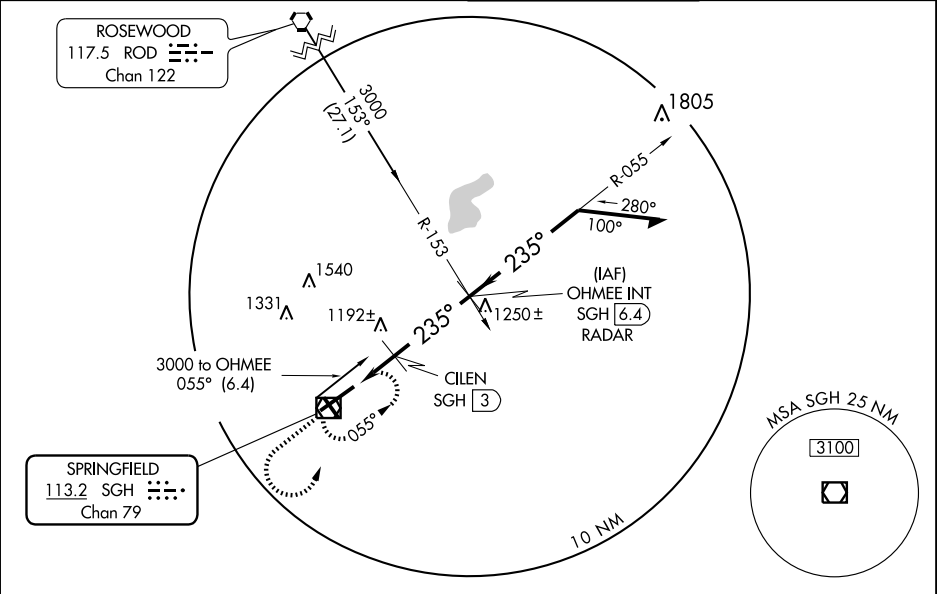 ROSEWOOD
117.5 ROD
Chan 122
3000
153°
(27.1)
1805
R-055
280°
100°
R-153
235°
(IAF)
OHMEE INT
SGH 6.4
RADAR
1540
1331
1192±
1250±
235°
3000 to OHMEE
055° (6.4)
CILEN
SGH 3
055°
SPRINGFIELD
113.2 SGH
Chan 79
10 NM
MSA SGH 25 NM
3100